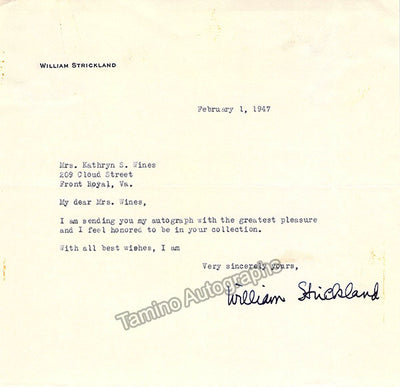 WILLIAM STRICKLAND
February 1, 1947
Mrs. Kathryn S. Wines
209 Cloud Street
Front Royal, Va.
My dear Mrs. Wines,
I am sending you my autograph with the greatest pleasure
and I feel honored to be in your collection.
With all best wishes, I am
Very sincerely yours,
William Strickland
Tamino Autographs